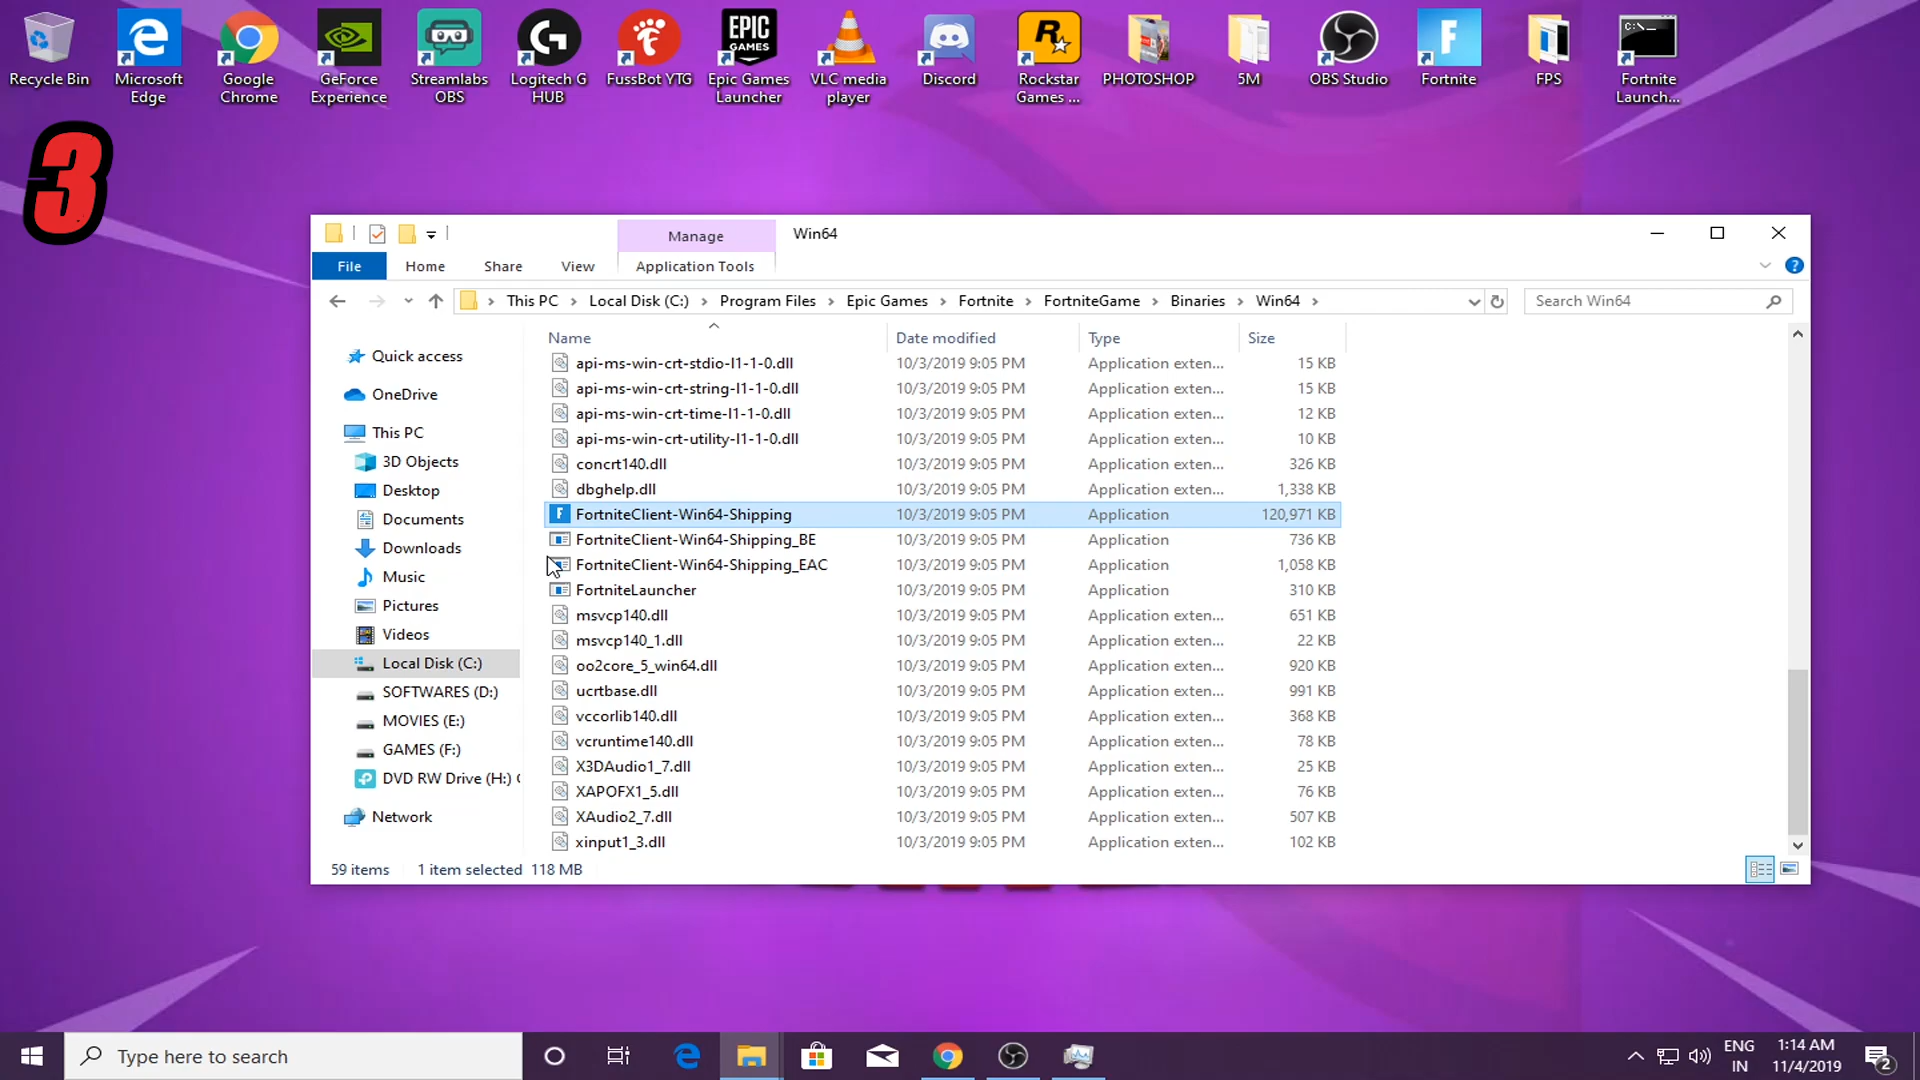 Recycle Bin
Microsoft Edge
Google Chrome
GeForce Experience
Streamlabs OBS
Logitech G HUB
FussBot YTG
EPIC GAMES
Epic Games Launcher
VLC media player
Discord
Rockstar Games ...
PHOTOSHOP
5M
OBS Studio
Fortnite
FPS
Fortnite Launch...
3
Manage
Win64
File Home Share View Application Tools
This PC Local Disk (C:) Program Files Epic Games Fortnite FortniteGame Binaries Win64
Search Win64
Quick access
OneDrive
This PC
3D Objects
Desktop
Documents
Downloads
Music
Pictures
Videos
Local Disk (C:)
SOFTWARES (D:)
MOVIES (E:)
GAMES (F:)
DVD RW Drive (H:)
Network
Name Date modified Type Size
api-ms-win-crt-stdio-l1-1-0.dll 10/3/2019 9:05 PM Application exten... 15 KB
api-ms-win-crt-string-l1-1-0.dll 10/3/2019 9:05 PM Application exten... 15 KB
api-ms-win-crt-time-l1-1-0.dll 10/3/2019 9:05 PM Application exten... 12 KB
api-ms-win-crt-utility-l1-1-0.dll 10/3/2019 9:05 PM Application exten... 10 KB
concrt140.dll 10/3/2019 9:05 PM Application exten... 326 KB
dbghelp.dll 10/3/2019 9:05 PM Application exten... 1,338 KB
FortniteClient-Win64-Shipping 10/3/2019 9:05 PM Application 120,971 KB
FortniteClient-Win64-Shipping_BE 10/3/2019 9:05 PM Application 736 KB
FortniteClient-Win64-Shipping_EAC 10/3/2019 9:05 PM Application 1,058 KB
FortniteLauncher 10/3/2019 9:05 PM Application 310 KB
msvcp140.dll 10/3/2019 9:05 PM Application exten... 651 KB
msvcp140_1.dll 10/3/2019 9:05 PM Application exten... 22 KB
oo2core_5_win64.dll 10/3/2019 9:05 PM Application exten... 920 KB
ucrtbase.dll 10/3/2019 9:05 PM Application exten... 991 KB
vccorlib140.dll 10/3/2019 9:05 PM Application exten... 368 KB
vcruntime140.dll 10/3/2019 9:05 PM Application exten... 78 KB
X3DAudio1_7.dll 10/3/2019 9:05 PM Application exten... 25 KB
XAPOFX1_5.dll 10/3/2019 9:05 PM Application exten... 76 KB
XAudio2_7.dll 10/3/2019 9:05 PM Application exten... 507 KB
xinput1_3.dll 10/3/2019 9:05 PM Application exten... 102 KB
59 items 1 item selected 118 MB
Type here to search
ENG
IN
1:14 AM
11/4/2019
2